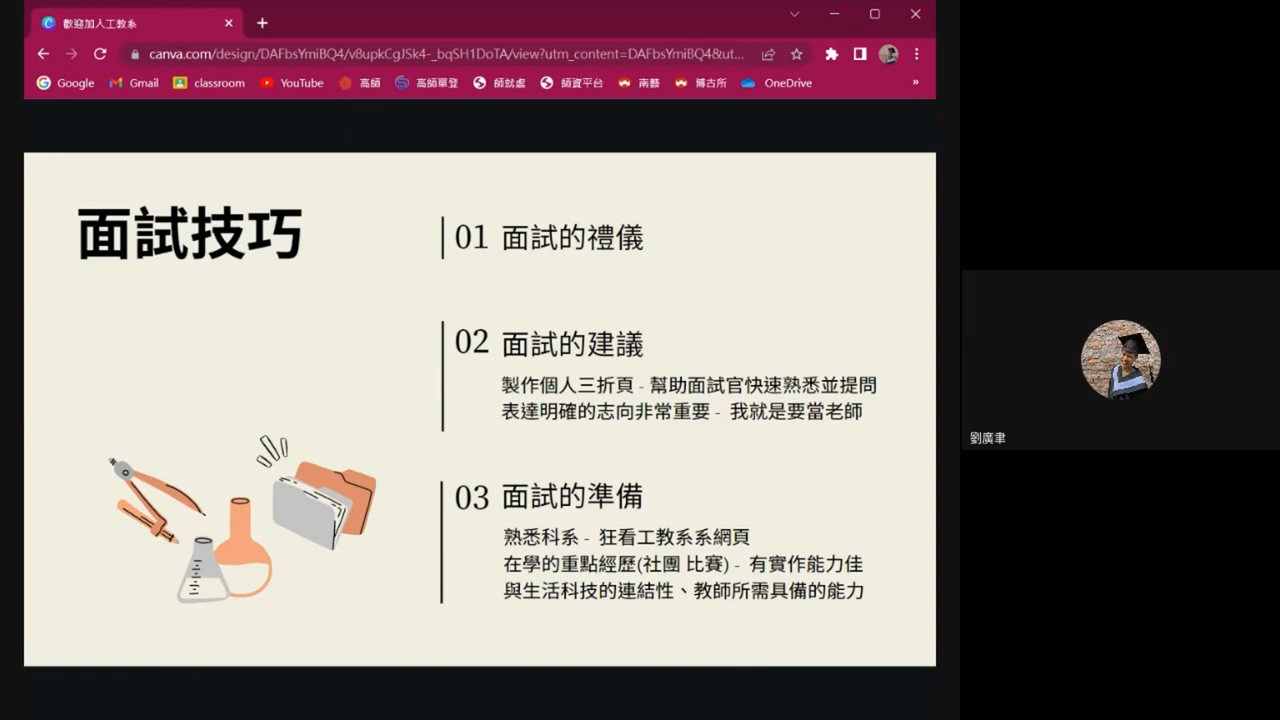 歡迎加入工教系
canva.com/design/DAFbsYmiBQ4/v8upkCgJSk4-_bqSH1DoTA/view?utm_content=DAFbsYmiBQ4&ut...
Google Gmail classroom YouTube 高師 高師單登 師就處 師資平台 南藝 博古所 OneDrive »
面試技巧
01 面試的禮儀
02 面試的建議
製作個人三折頁 - 幫助面試官快速熟悉並提問
表達明確的志向非常重要 - 我就是要當老師
03 面試的準備
熟悉科系 - 狂看工教系系網頁
在學的重點經歷(社團 比賽) - 有實作能力佳
與生活科技的連結性、教師所需具備的能力
劉廣聿